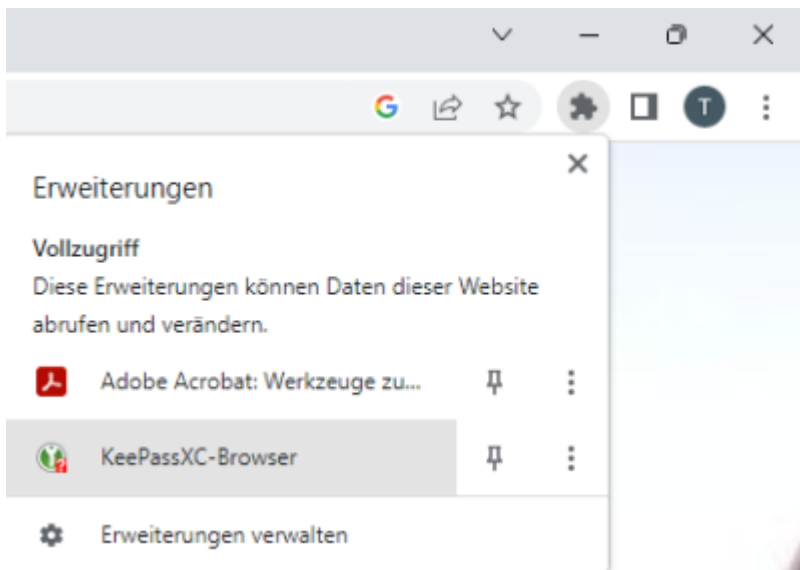 T
Erweiterungen
Vollzugriff
Diese Erweiterungen können Daten dieser Website
abrufen und verändern.
Adobe Acrobat: Werkzeuge zu...
KeePassXC-Browser
Erweiterungen verwalten